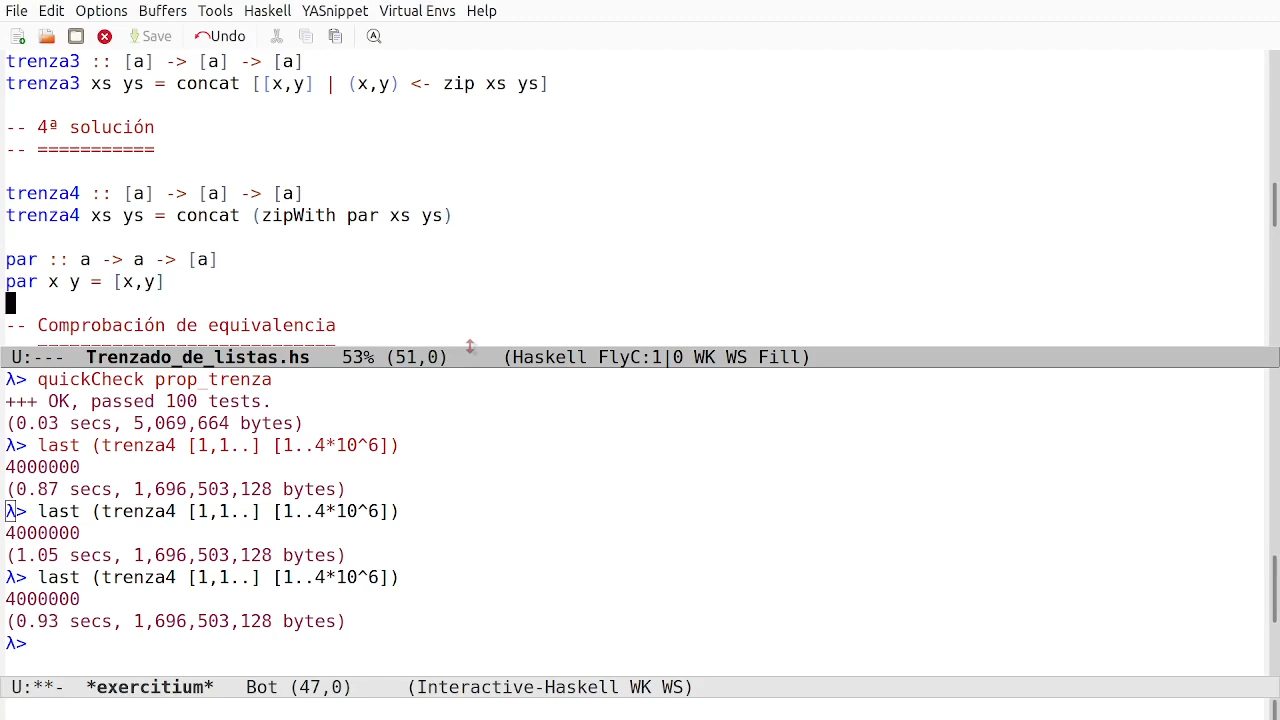 File Edit Options Buffers Tools Haskell YASnippet Virtual Envs Help
Save Undo
trenza3 :: [a] -> [a] -> [a]
trenza3 xs ys = concat [[x,y] | (x,y) <- zip xs ys]
-- 4ª solución
-- ===========
trenza4 :: [a] -> [a] -> [a]
trenza4 xs ys = concat (zipWith par xs ys)
par :: a -> a -> [a]
par x y = [x,y]
-- Comprobación de equivalencia
U:--- Trenzado_de_listas.hs 53% (51,0) (Haskell FlyC:1|0 WK WS Fill)
λ> quickCheck prop_trenza
+++ OK, passed 100 tests.
(0.03 secs, 5,069,664 bytes)
λ> last (trenza4 [1,1..] [1..4*10^6])
4000000
(0.87 secs, 1,696,503,128 bytes)
λ> last (trenza4 [1,1..] [1..4*10^6])
4000000
(1.05 secs, 1,696,503,128 bytes)
λ> last (trenza4 [1,1..] [1..4*10^6])
4000000
(0.93 secs, 1,696,503,128 bytes)
λ>
U:**- *exercitium* Bot (47,0) (Interactive-Haskell WK WS)